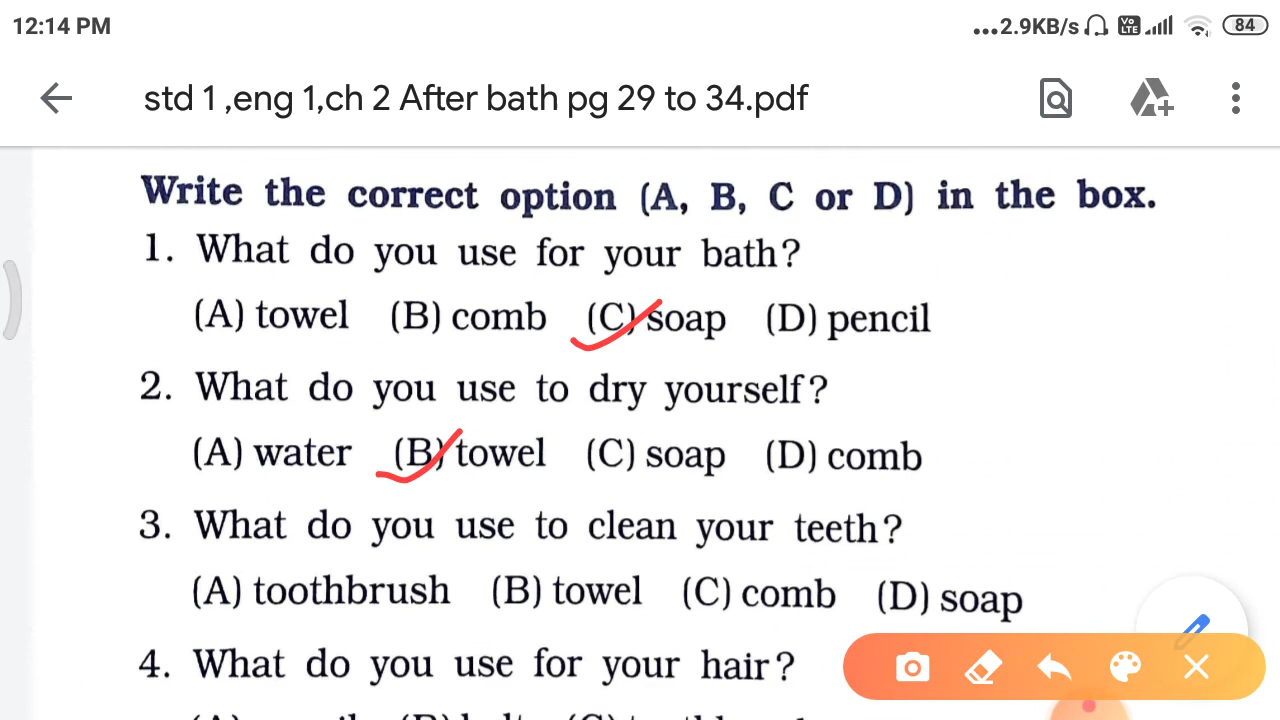 12:14 PM
...2.9KB/s Vo LTE 84
std 1 ,eng 1,ch 2 After bath pg 29 to 34.pdf
Write the correct option (A, B, C or D) in the box.
1. What do you use for your bath?
(A) towel (B) comb (C) soap (D) pencil
2. What do you use to dry yourself?
(A) water (B) towel (C) soap (D) comb
3. What do you use to clean your teeth?
(A) toothbrush (B) towel (C) comb (D) soap
4. What do you use for your hair?